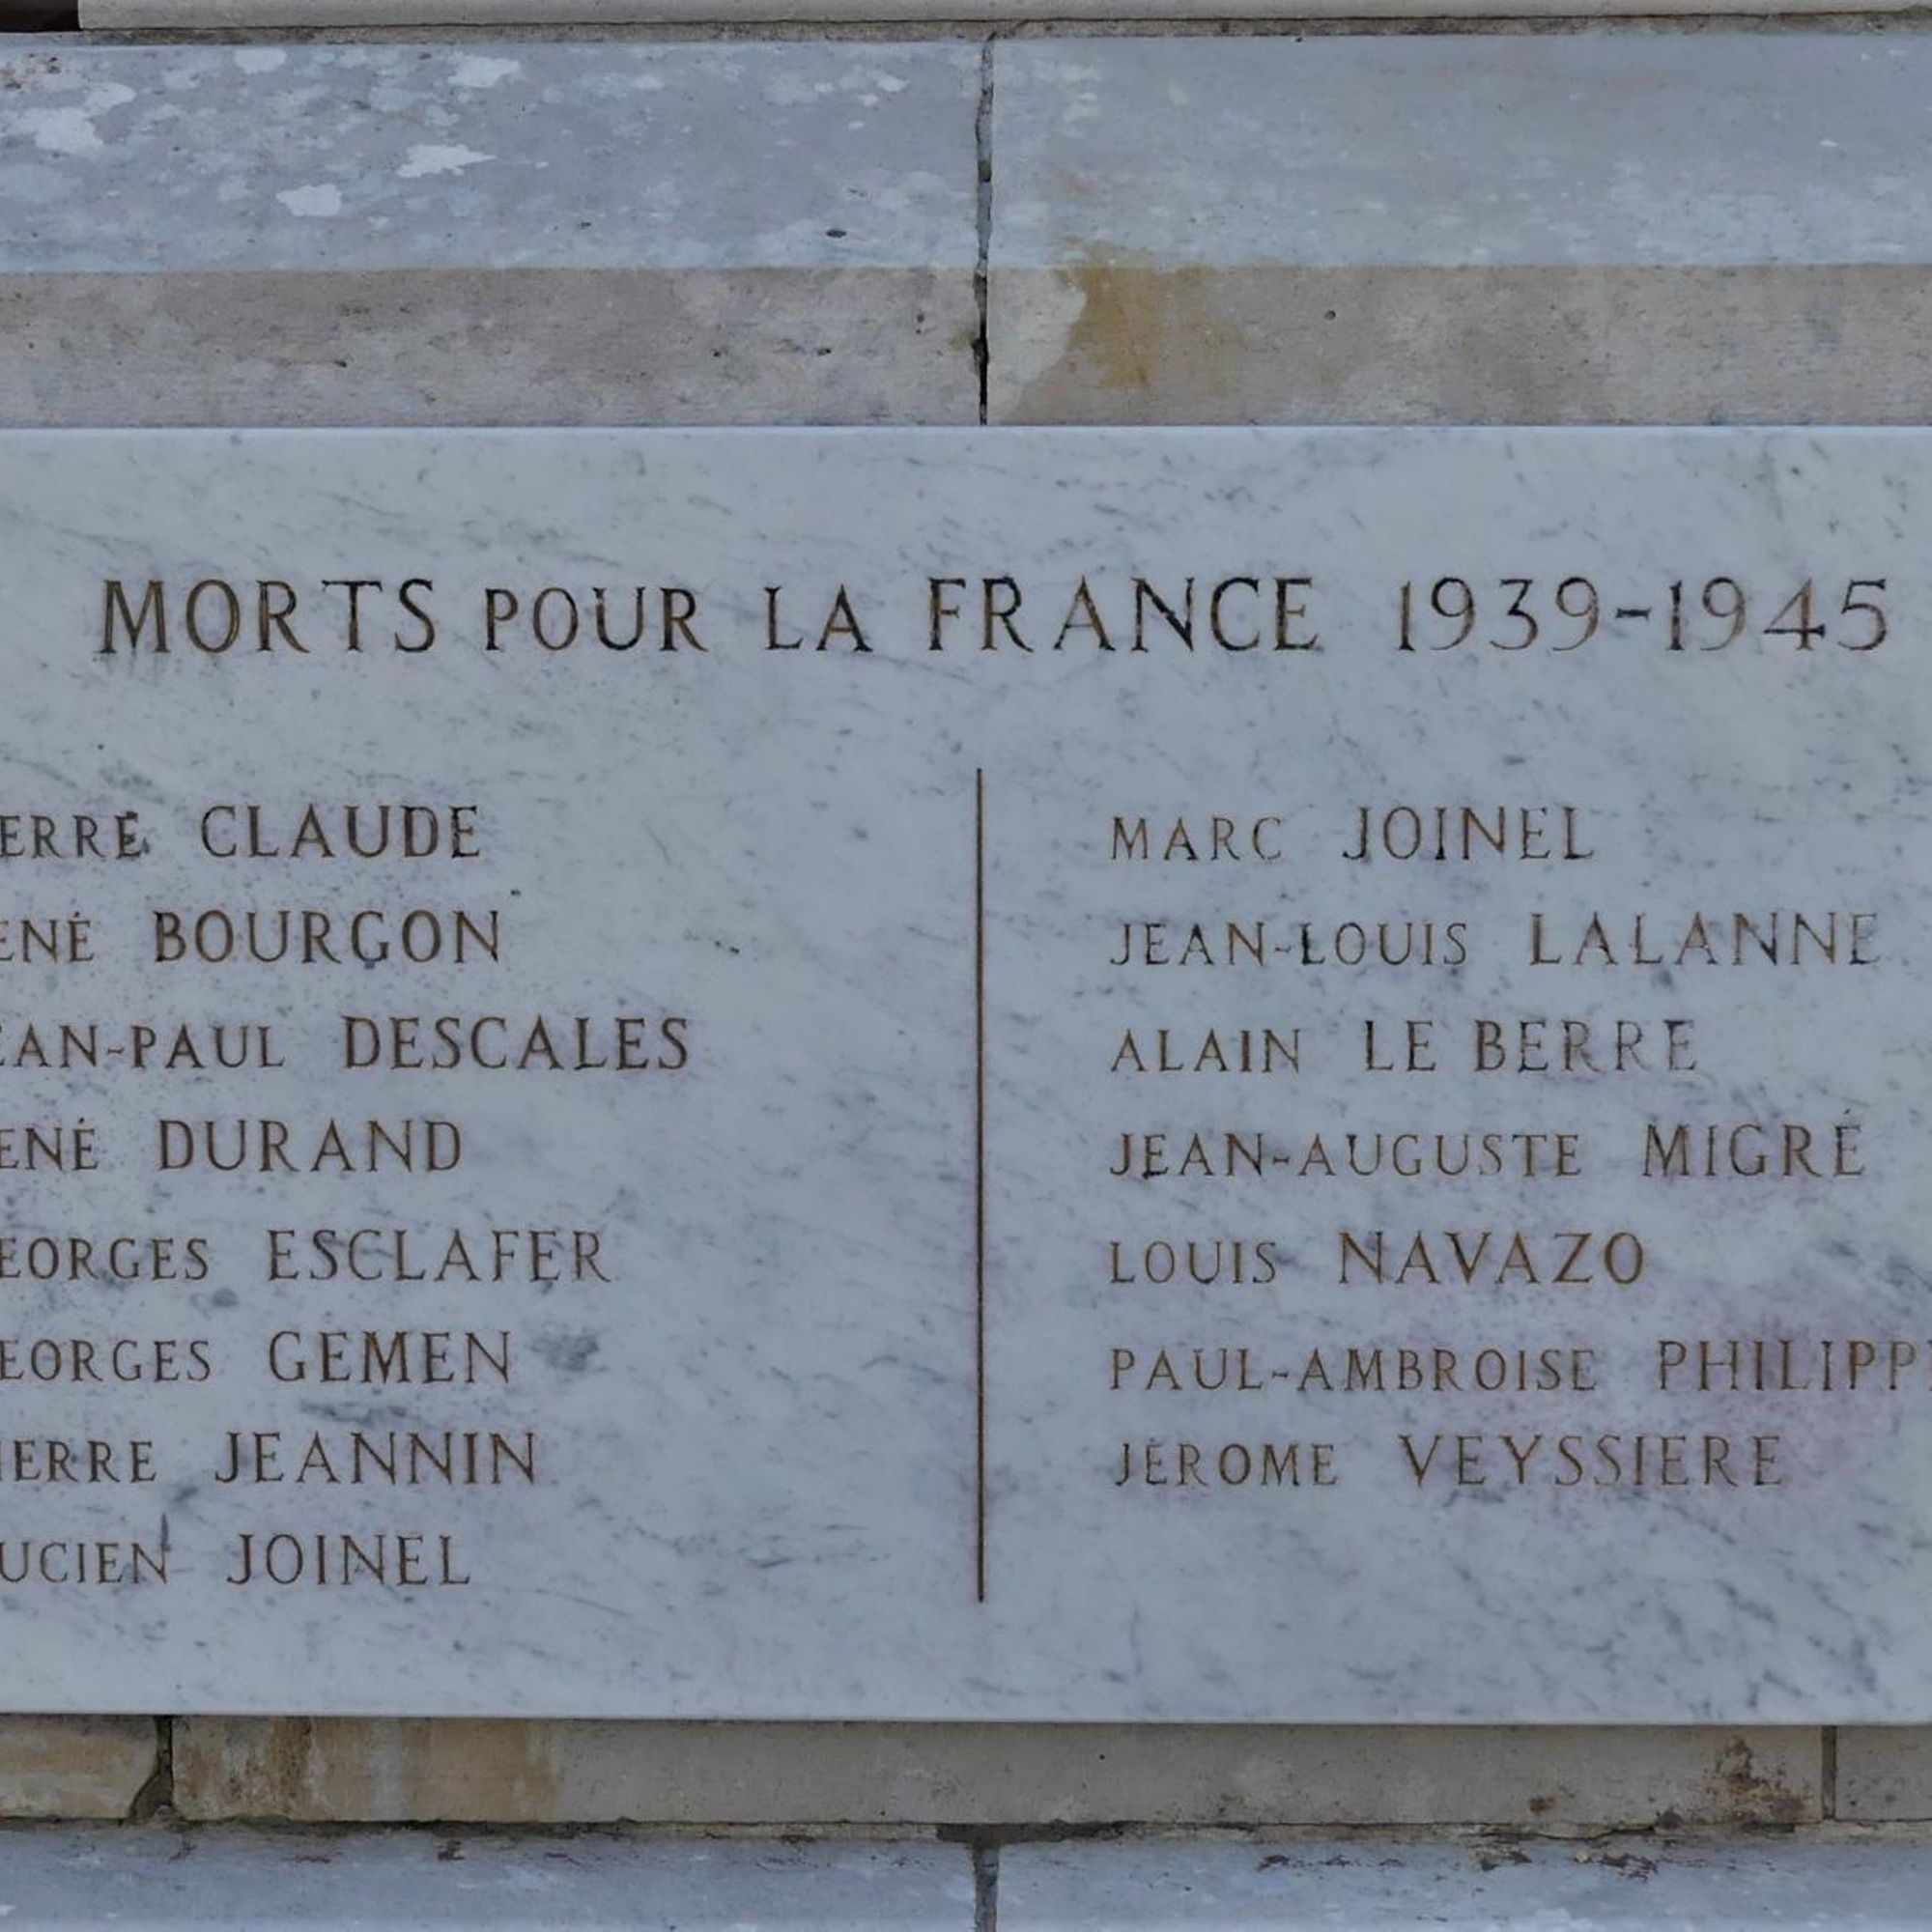 MORTS POUR LA FRANCE 1939-1945
ERRE CLAUDE
ENÉ BOURGON
EAN-PAUL DESCALES
ENÉ DURAND
EORGES ESCLAFER
EORGES GEMEN
IERRE JEANNIN
UCIEN JOINEL
MARC JOINEL
JEAN-LOUIS LALANNE
ALAIN LE BERRE
JEAN-AUGUSTE MIGRÉ
LOUIS NAVAZO
PAUL-AMBROISE PHILIPP
JÉROME VEYSSIERE